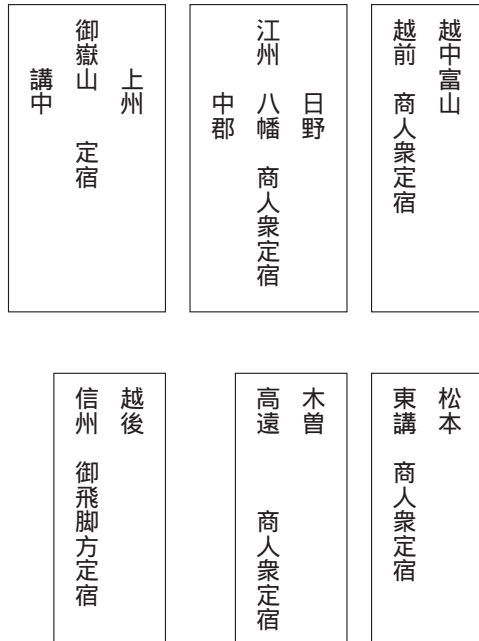 越中富山
越前 商人衆定宿
日野
江州 八幡 商人衆定宿
中郡
上州
御嶽山 定宿
講中
松本
東講 商人衆定宿
木曽
高遠 商人衆定宿
越後
信州 御飛脚方定宿